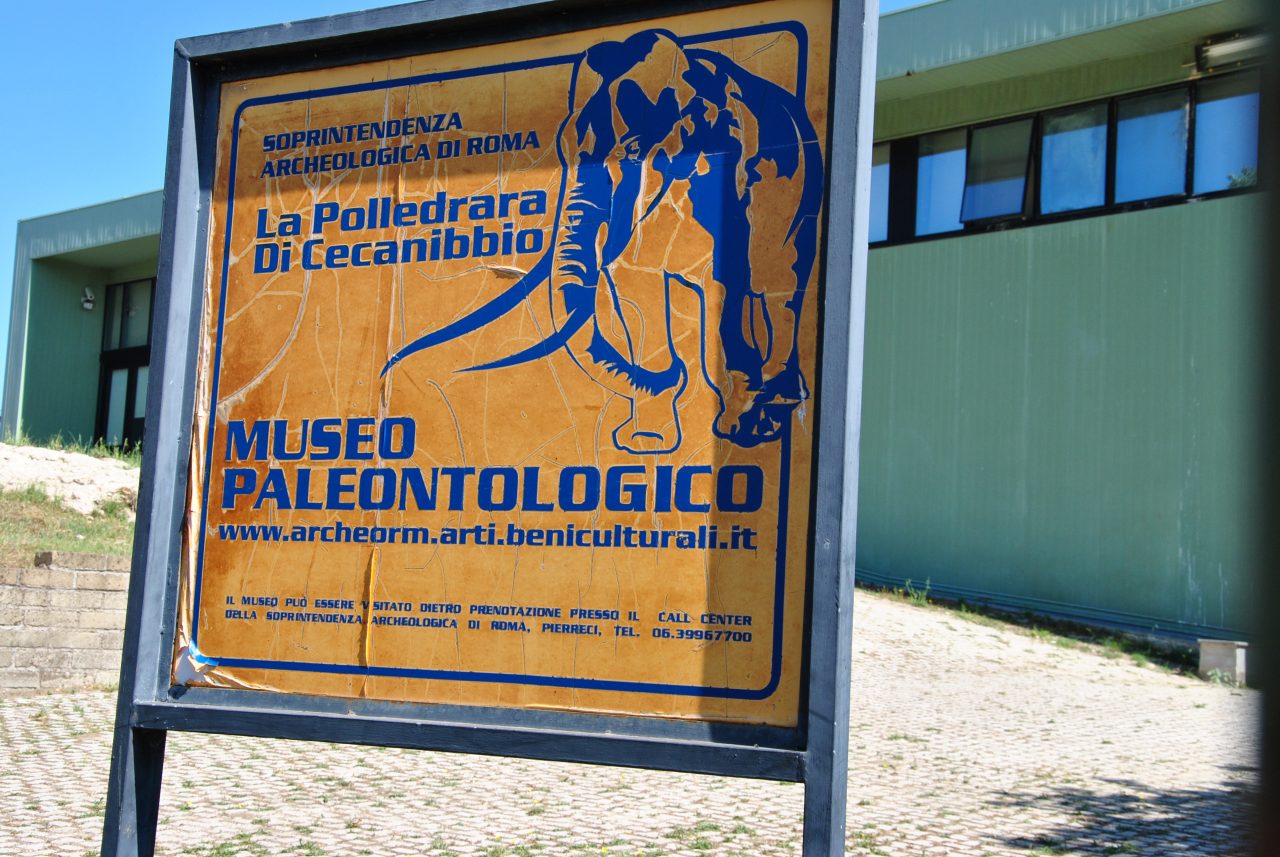 SOPRINTENDENZA
ARCHEOLOGICA DI ROMA
La Polledrara
Di Cecanibbio
MUSEO
PALEONTOLOGICO
www.archeorm.arti.beniculturali.it
IL MUSEO PUÒ ESSERE VISITATO DIETRO PRENOTAZIONE PRESSO IL CALL CENTER
DELLA SOPRINTENDENZA ARCHEOLOGICA DI ROMA, PIERRECI, TEL. 06.39967700